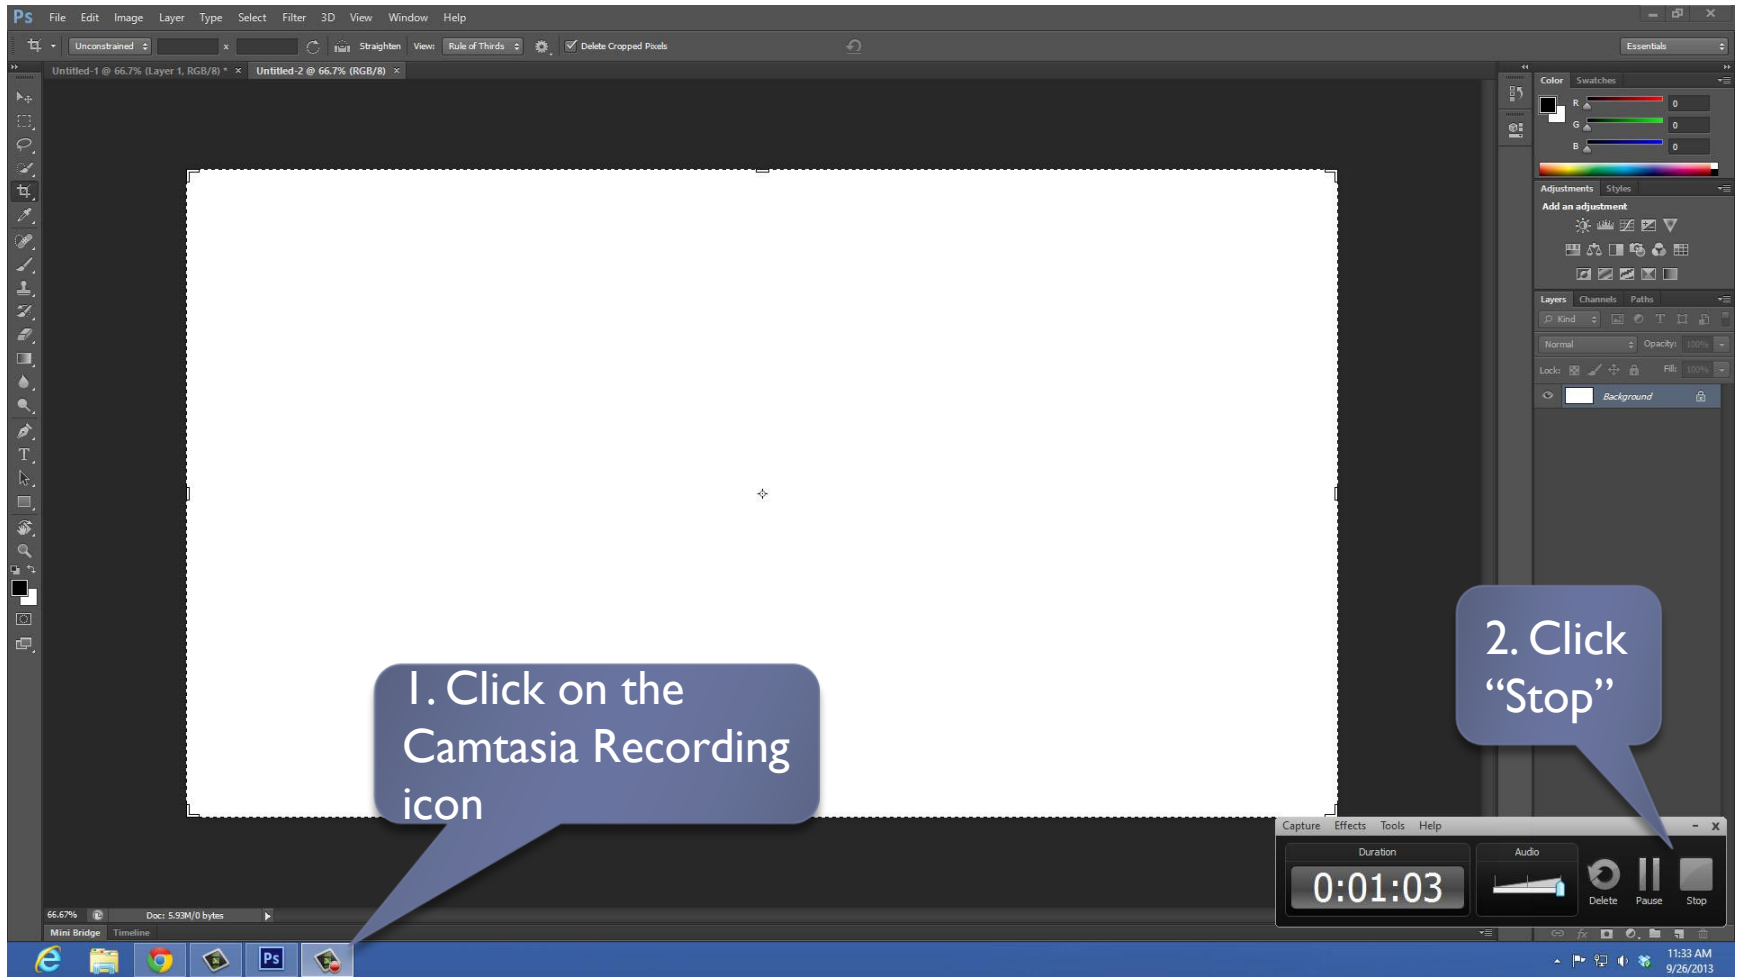 Ps File Edit Image Layer Type Select Filter 3D View Window Help
Unconstrained x Straighten View: Rule of Thirds Delete Cropped Pixels Essentials
Untitled-1 @ 66.7% (Layer 1, RGB/8) * × Untitled-2 @ 66.7% (RGB/8) ×
Color Swatches
R 0
G 0
B 0
Adjustments Styles
Add an adjustment
Layers Channels Paths
Kind
Normal Opacity: 100%
Lock: Fill: 100%
Background
2. Click
“Stop”
1. Click on the
Camtasia Recording
icon
Capture Effects Tools Help - x
Duration Audio
0:01:03
Delete Pause Stop
66.67% Doc: 5.93M/0 bytes
Mini Bridge Timeline
fx
Ps
11:33 AM
9/26/2013